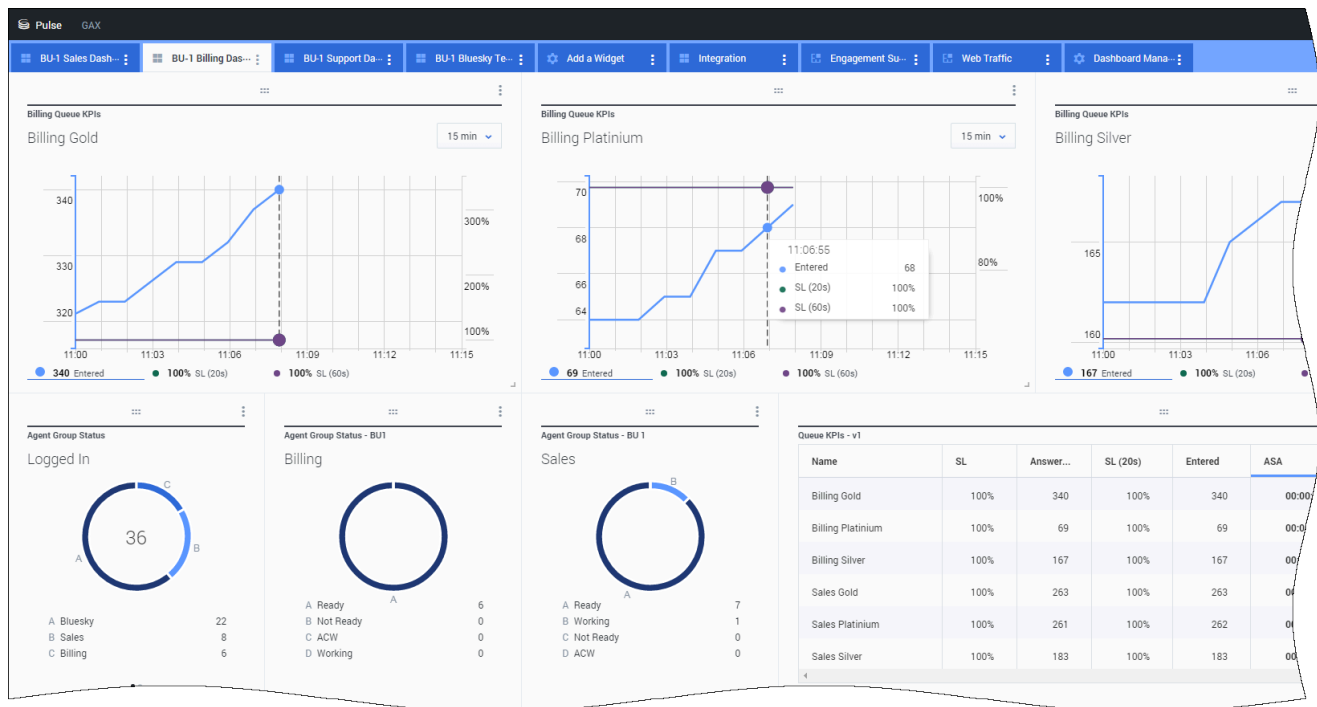 Pulse GAX
BU-1 Sales Dash··· BU-1 Billing Das··· BU-1 Support Da··· BU-1 Bluesky Te··· Add a Widget Integration Engagement Su··· Web Traffic Dashboard Mana···
Billing Queue KPIs
Billing Gold
15 min
340
330
320
300%
200%
100%
11:00 11:03 11:06 11:09 11:12 11:15
340 Entered 100% SL (20s) 100% SL (60s)
Billing Queue KPIs
Billing Platinium
15 min
70
68
66
64
100%
80%
11:06:55
Entered 68
SL (20s) 100%
SL (60s) 100%
11:00 11:03 11:06 11:09 11:12 11:15
69 Entered 100% SL (20s) 100% SL (60s)
Billing Queue KPIs
Billing Silver
165
160
11:00 11:03 11:06
167 Entered 100% SL (20s)
Agent Group Status
Logged In
36
C
B
A
A Bluesky 22
B Sales 8
C Billing 6
Agent Group Status - BU1
Billing
A
A Ready 6
B Not Ready 0
C ACW 0
D Working 0
Agent Group Status - BU 1
Sales
B
A
A Ready 7
B Working 1
C Not Ready 0
D ACW 0
Queue KPIs - v1
Name SL Answer... SL (20s) Entered ASA
Billing Gold 100% 340 100% 340 00:00:
Billing Platinium 100% 69 100% 69 00:0
Billing Silver 100% 167 100% 167 00:
Sales Gold 100% 263 100% 263
Sales Platinium 100% 261 100% 262
Sales Silver 100% 183 100% 183 00